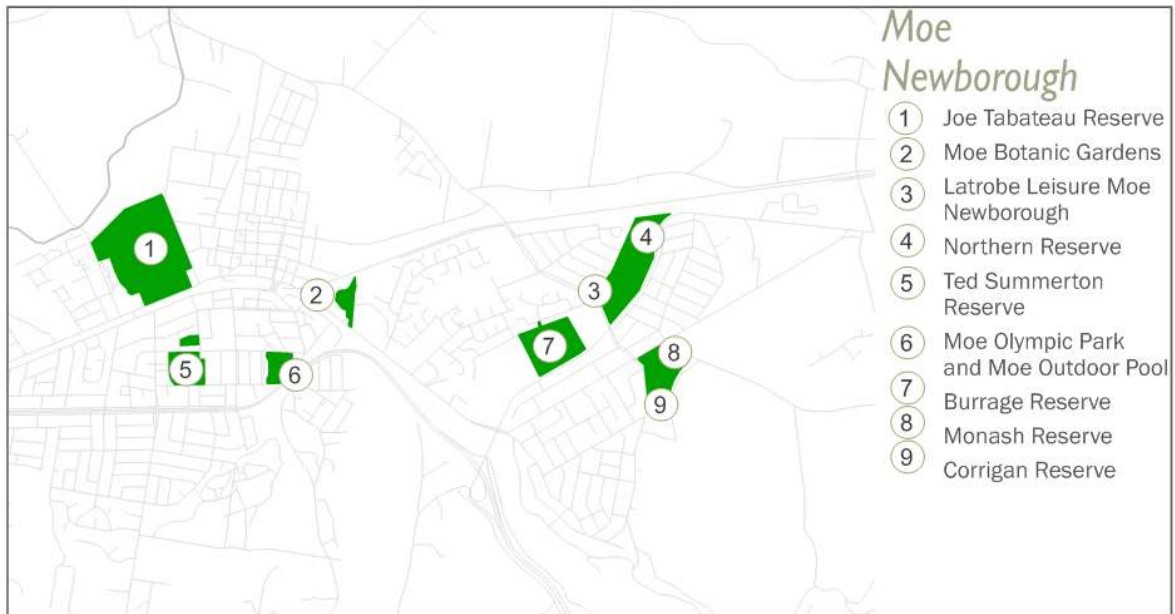 Moe
Newborough
1 Joe Tabateau Reserve
2 Moe Botanic Gardens
3 Latrobe Leisure Moe
Newborough
4 Northern Reserve
5 Ted Summerton
Reserve
6 Moe Olympic Park
and Moe Outdoor Pool
7 Burrage Reserve
8 Monash Reserve
9 Corrigan Reserve
1
4
3
2
7
8
5
6
9